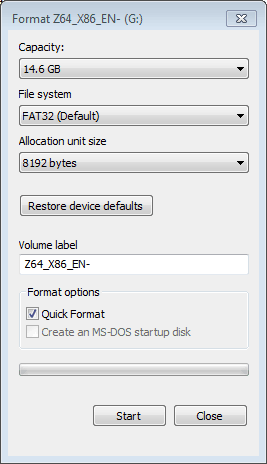 Format Z64_X86_EN- (G:)
Capacity:
14.6 GB
File system
FAT32 (Default)
Allocation unit size
8192 bytes
Restore device defaults
Volume label
Z64_X86_EN-
Format options
Quick Format
Create an MS-DOS startup disk
Start
Close